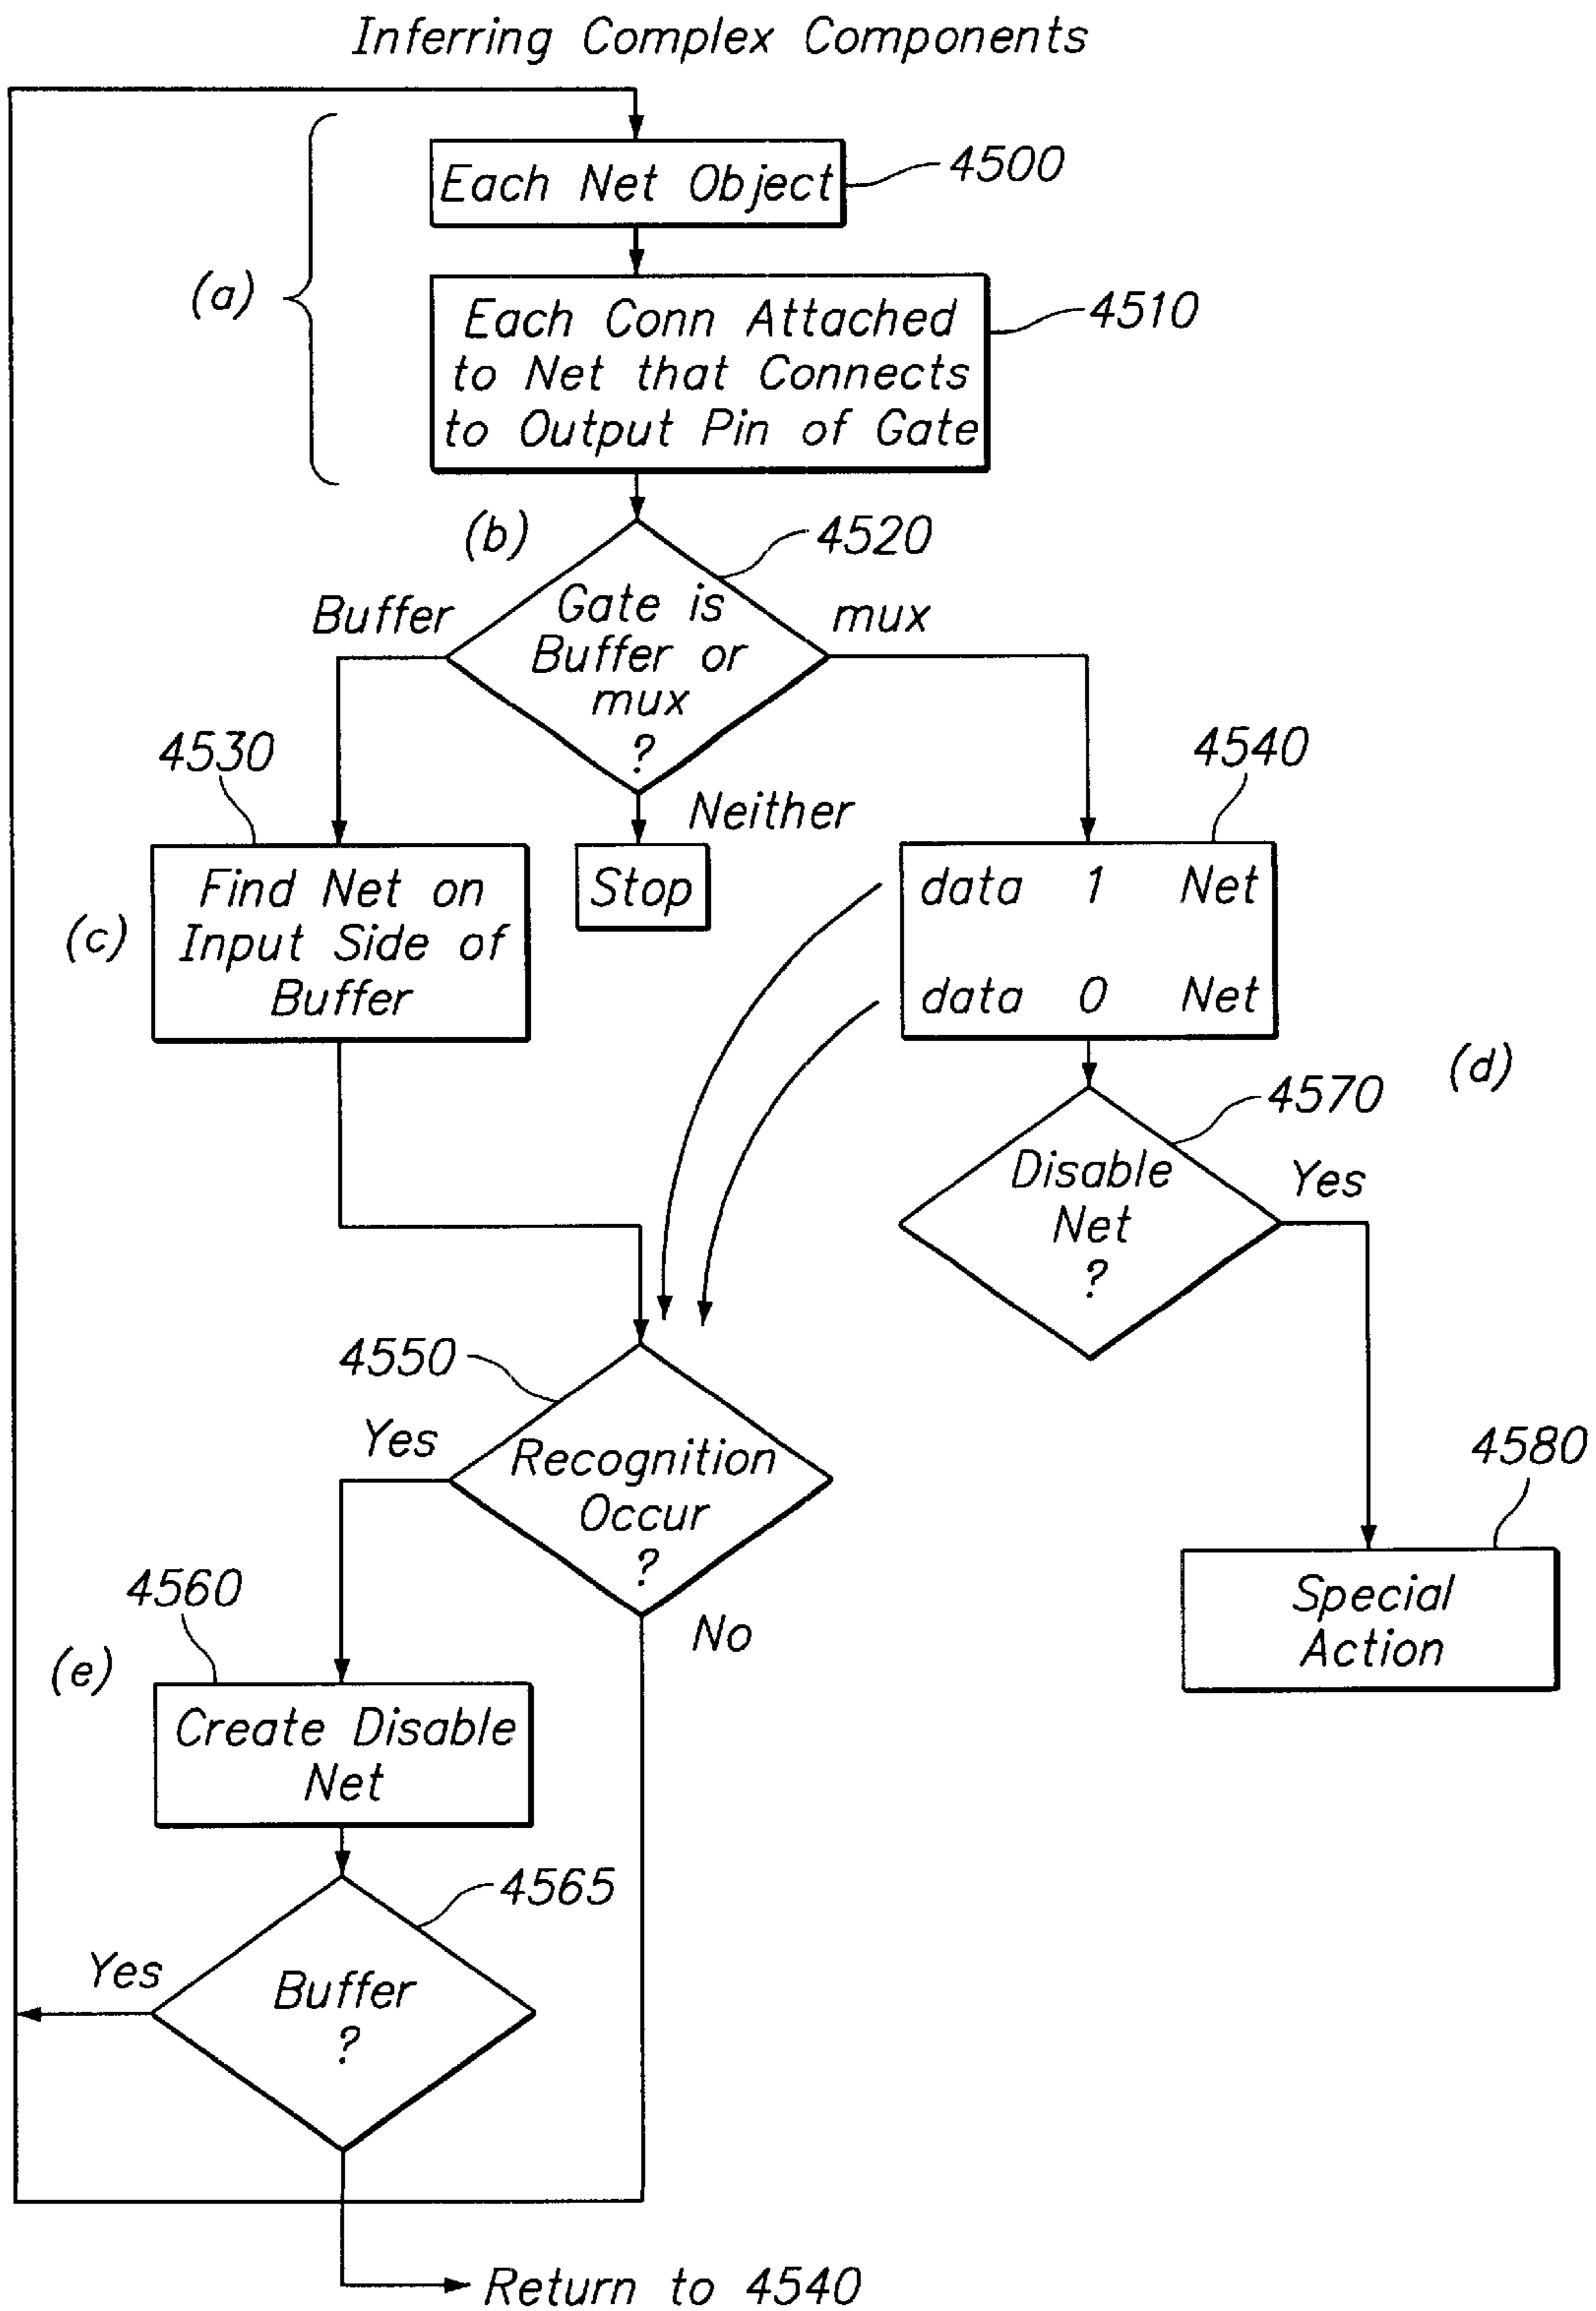 Inferring Complex Components
Each Net Object
4500
(a)
Each Conn Attached
to Net that Connects
to Output Pin of Gate
4510
(b)
4520
Buffer
Gate is
Buffer or
mux
?
mux
4530
Neither
4540
Find Net on
Input Side of
Buffer
(c)
Stop
data 1 Net
data 0 Net
(d)
4570
Disable
Net
?
Yes
4550
Yes
Recognition
Occur
?
No
4580
Special
Action
4560
(e)
Create Disable
Net
4565
Yes
Buffer
?
Return to 4540